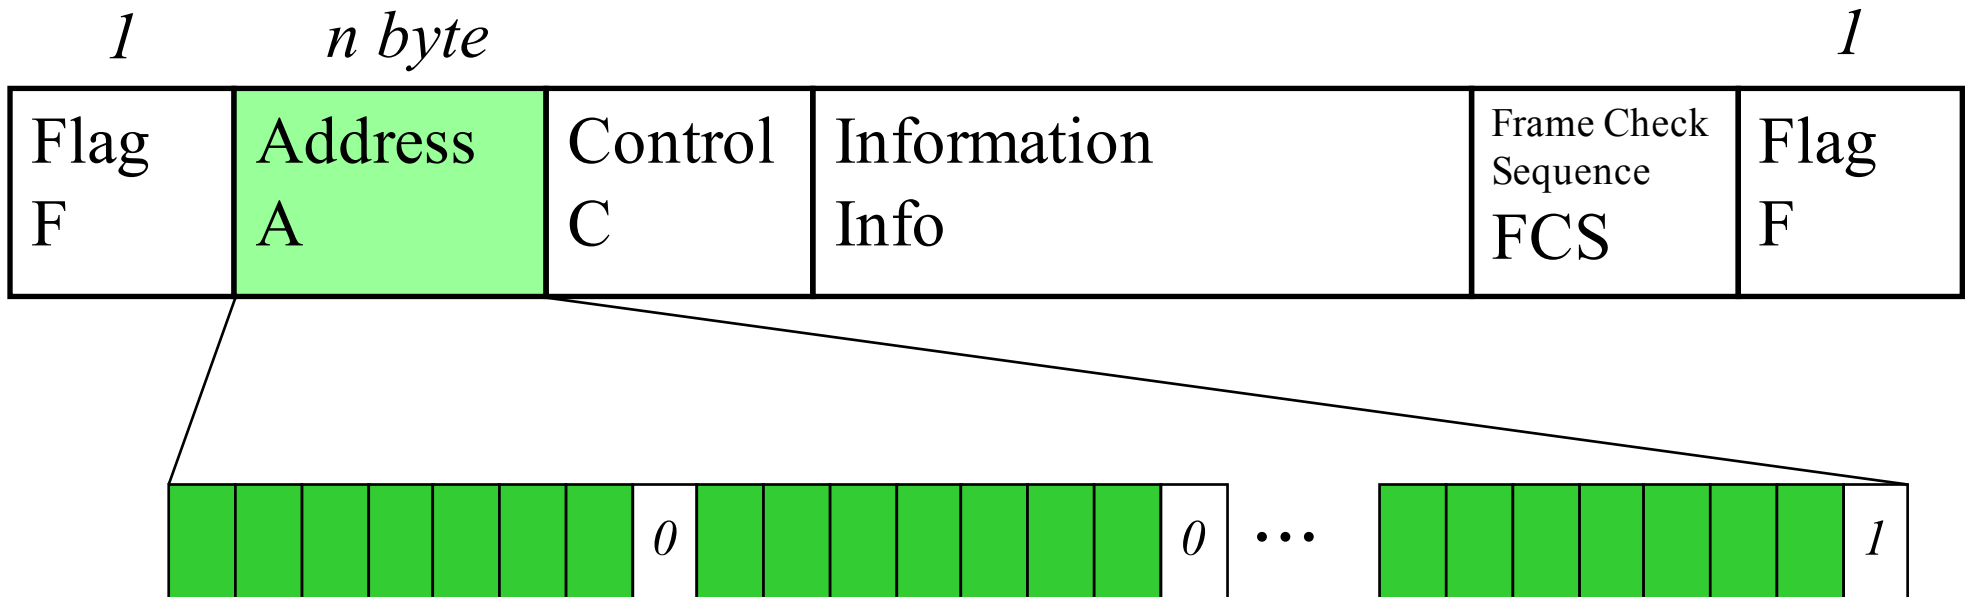 1 n byte 1
Flag Address Control Information Frame Check Sequence Flag
F A C Info FCS F
0 0 ... 1